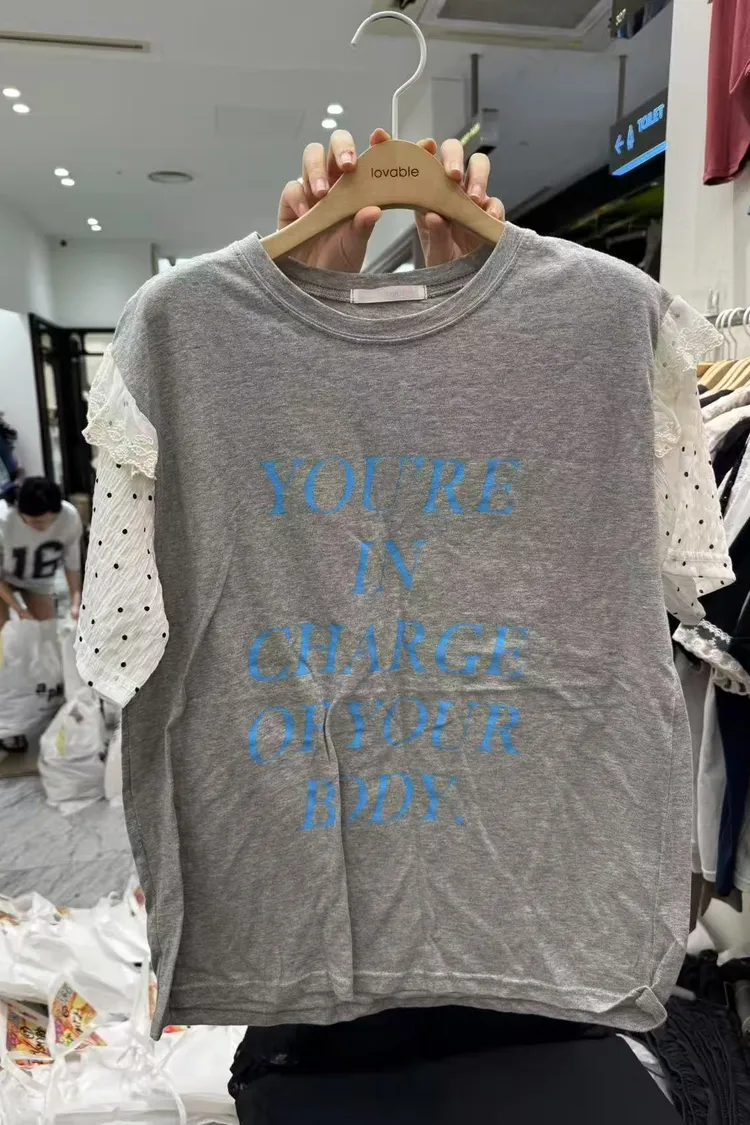 lovable
TOILET
YOU'RE
IN
CHARGE
OF YOUR
BODY.
16